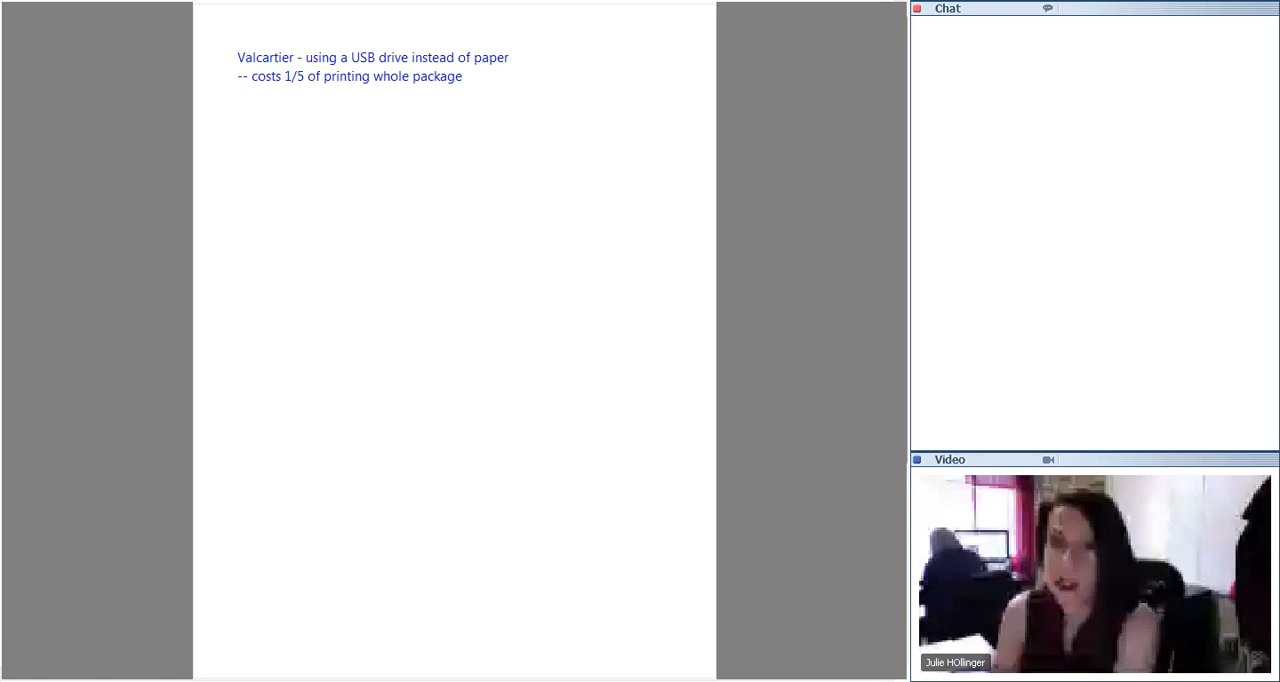 Valcartier - using a USB drive instead of paper
-- costs 1/5 of printing whole package
Chat
Video
Julie HOllinger